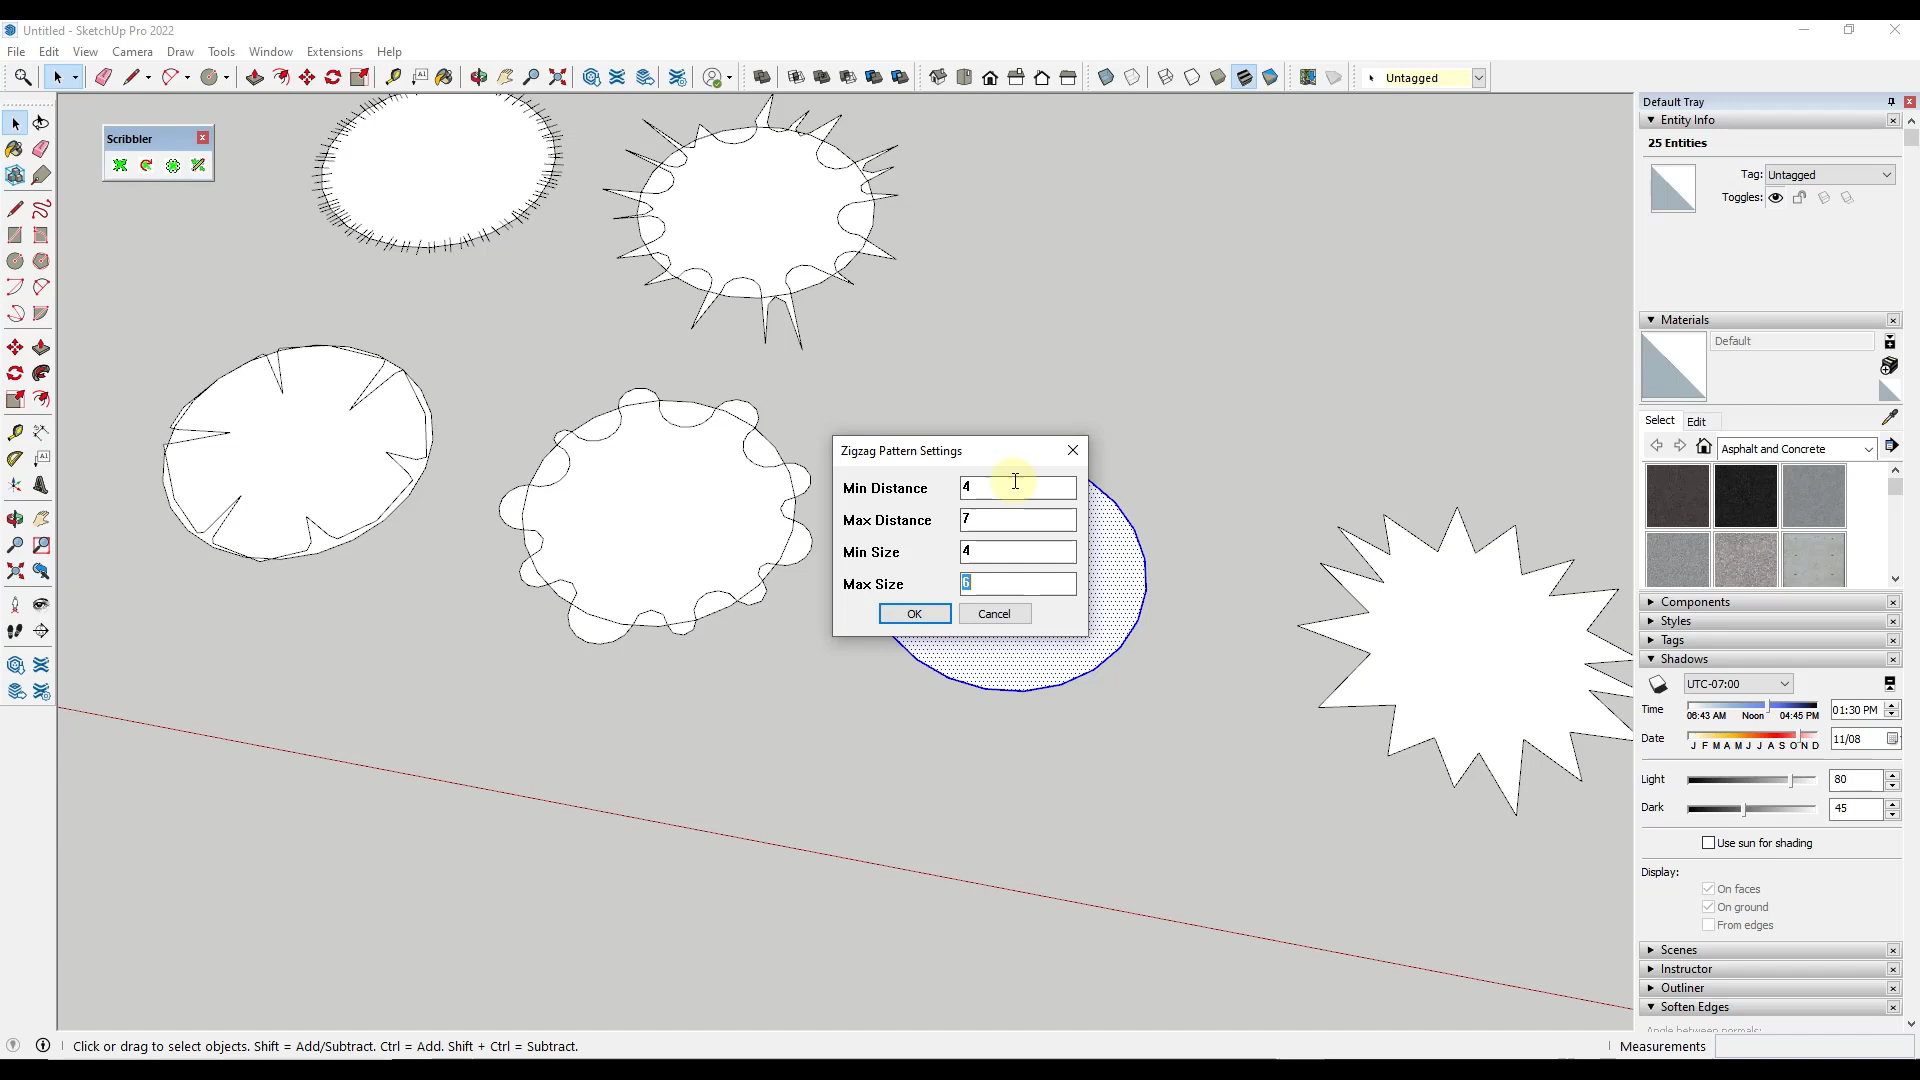 Untitled - SketchUp Pro 2022
File Edit View Camera Draw Tools Window Extensions Help
Untagged
Default Tray
Entity Info
25 Entities
Tag: Untagged
Toggles:
Scribbler
Materials
Default
Select Edit
Asphalt and Concrete
Zigzag Pattern Settings
Min Distance 4
Max Distance 7
Min Size 4
Max Size 6
OK Cancel
Components
Styles
Tags
Shadows
UTC-07:00
Time 06:43 AM Noon 04:45 PM 01:30 PM
Date J F M A M J J A S O N D 11/08
Light 80
Dark 45
Use sun for shading
Display:
On faces
On ground
From edges
Scenes
Instructor
Outliner
Soften Edges
Angle between normals:
Click or drag to select objects. Shift = Add/Subtract. Ctrl = Add. Shift + Ctrl = Subtract.
Measurements